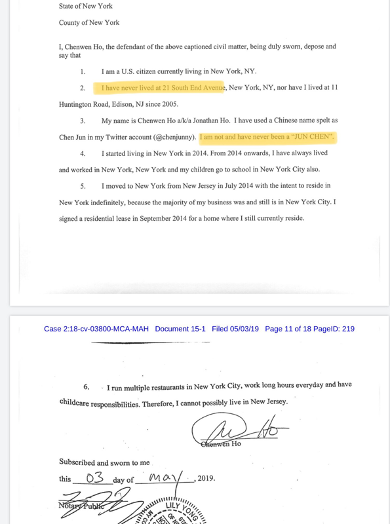 State of New York
County of New York
I, Chenwen Ho, the defendant of the above captioned civil matter, being duly sworn, depose and
say that
1. I am a U.S. citizen currently living in New York, NY.
2. I have never lived at 21 South End Avenue, New York, NY, nor have I lived at 11
Huntington Road, Edison, NJ since 2005.
3. My name is Chenwen Ho a/k/a Jonathan Ho. I have used a Chinese name spelt as
Chen Jun in my Twitter account (@chenjunny). I am not and have never been a "JUN CHEN".
4. I started living in New York in 2014. From 2014 onwards, I have always lived
and worked in New York, New York and my children go to school in New York City also.
5. I moved to New York from New Jersey in July 2014 with the intent to reside in
New York indefinitely, because the majority of my business was and still is in New York City. I
signed a residential lease in September 2014 for a home where I still currently reside.
Case 2:18-cv-03800-MCA-MAH Document 15-1 Filed 05/03/19 Page 11 of 18 PageID: 219
6. I run multiple restaurants in New York City, work long hours everyday and have
childcare responsibilities. Therefore, I cannot possibly live in New Jersey.
Chenwen Ho
Subscribed and sworn to me
this 03 day of May, 2019.
Notary Public
LILY YONG